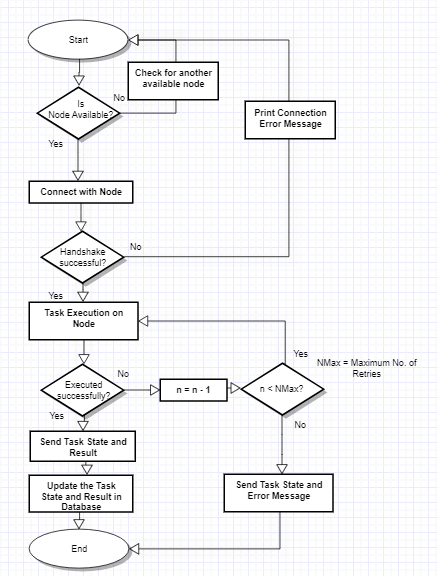 Start
Check for another
available node
Is
Node Available?
No
Print Connection
Error Message
Yes
Connect with Node
Handshake
successful?
No
Yes
Task Execution on
Node
Yes
NMax = Maximum No. of
Retries
No
Executed
successfully?
n = n - 1
n < NMax?
Yes
No
Send Task State and
Result
Update the Task
State and Result in
Database
Send Task State and
Error Message
End